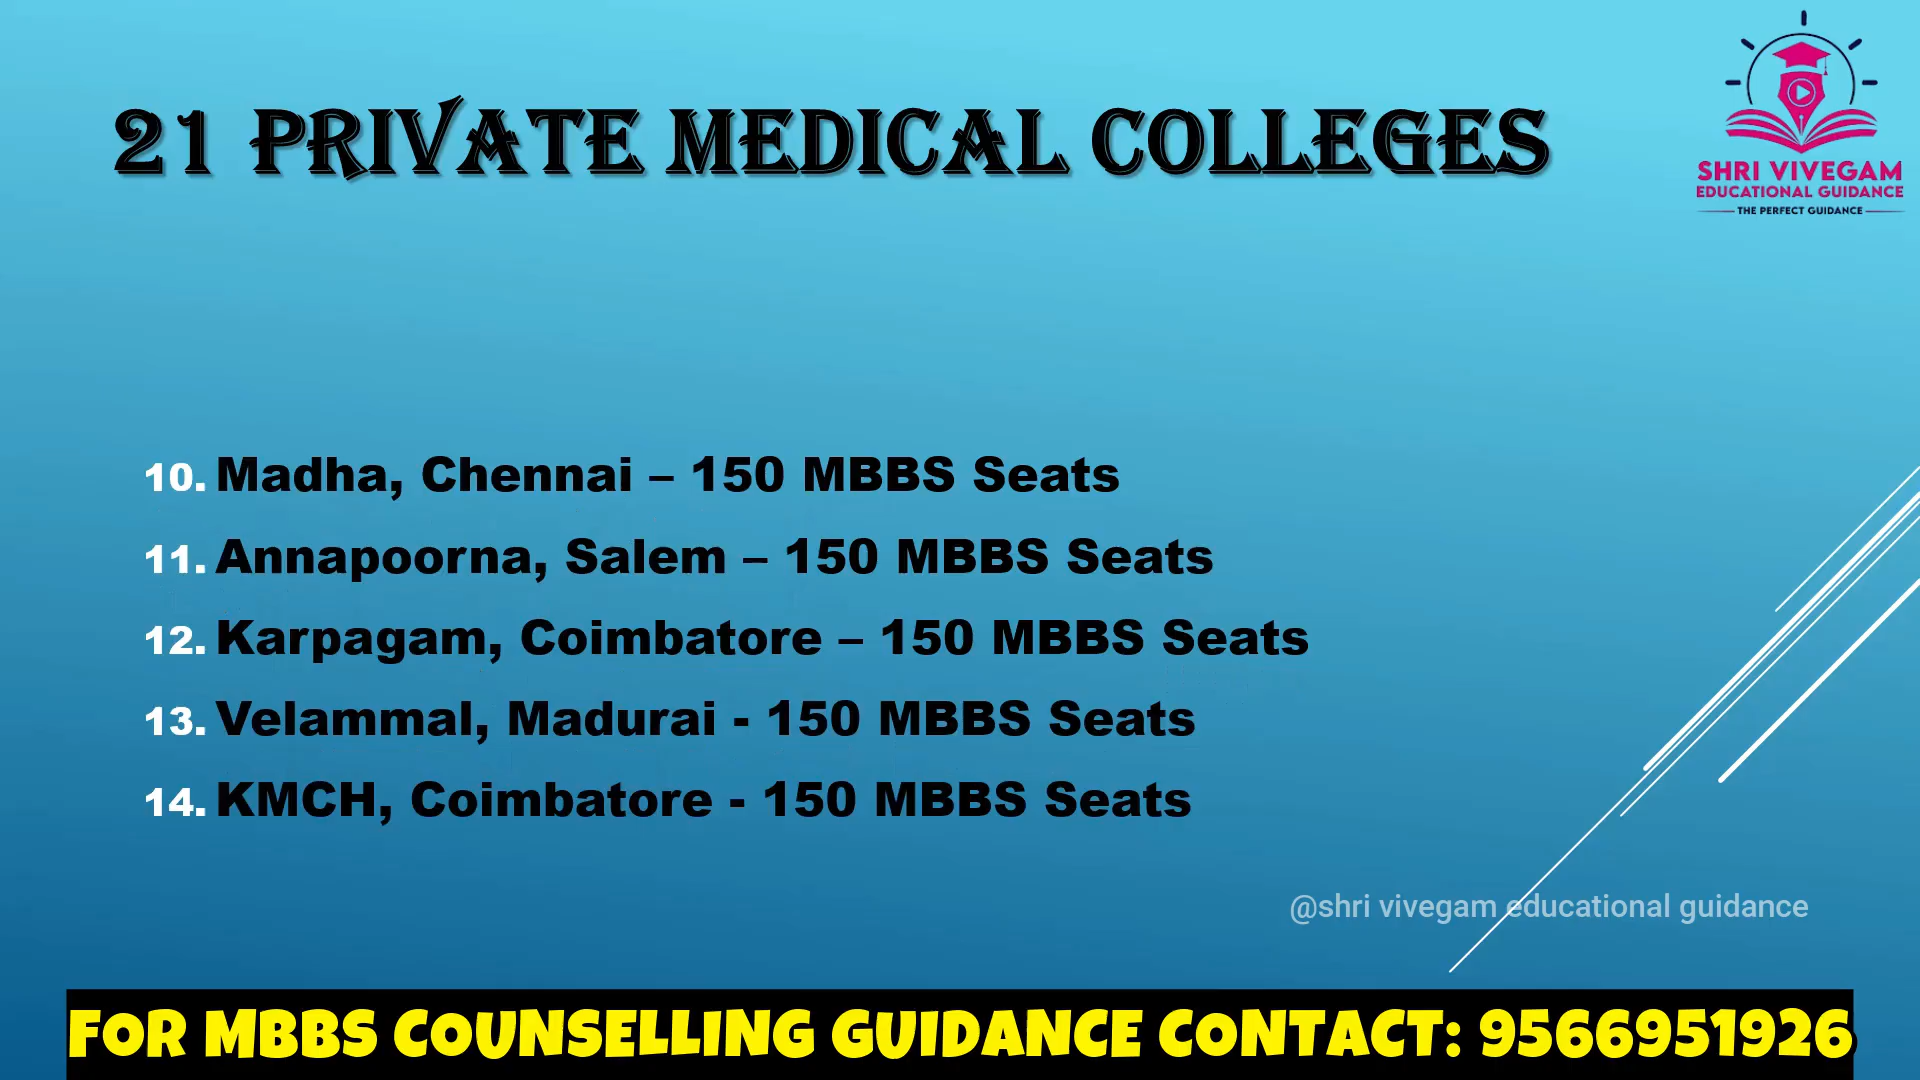 21 PRIVATE MEDICAL COLLEGES
SHRI VIVEGAM
EDUCATIONAL GUIDANCE
THE PERFECT GUIDANCE
10. Madha, Chennai – 150 MBBS Seats
11. Annapoorna, Salem – 150 MBBS Seats
12. Karpagam, Coimbatore – 150 MBBS Seats
13. Velammal, Madurai - 150 MBBS Seats
14. KMCH, Coimbatore - 150 MBBS Seats
@shri vivegam educational guidance
FOR MBBS COUNSELLING GUIDANCE CONTACT: 9566951926